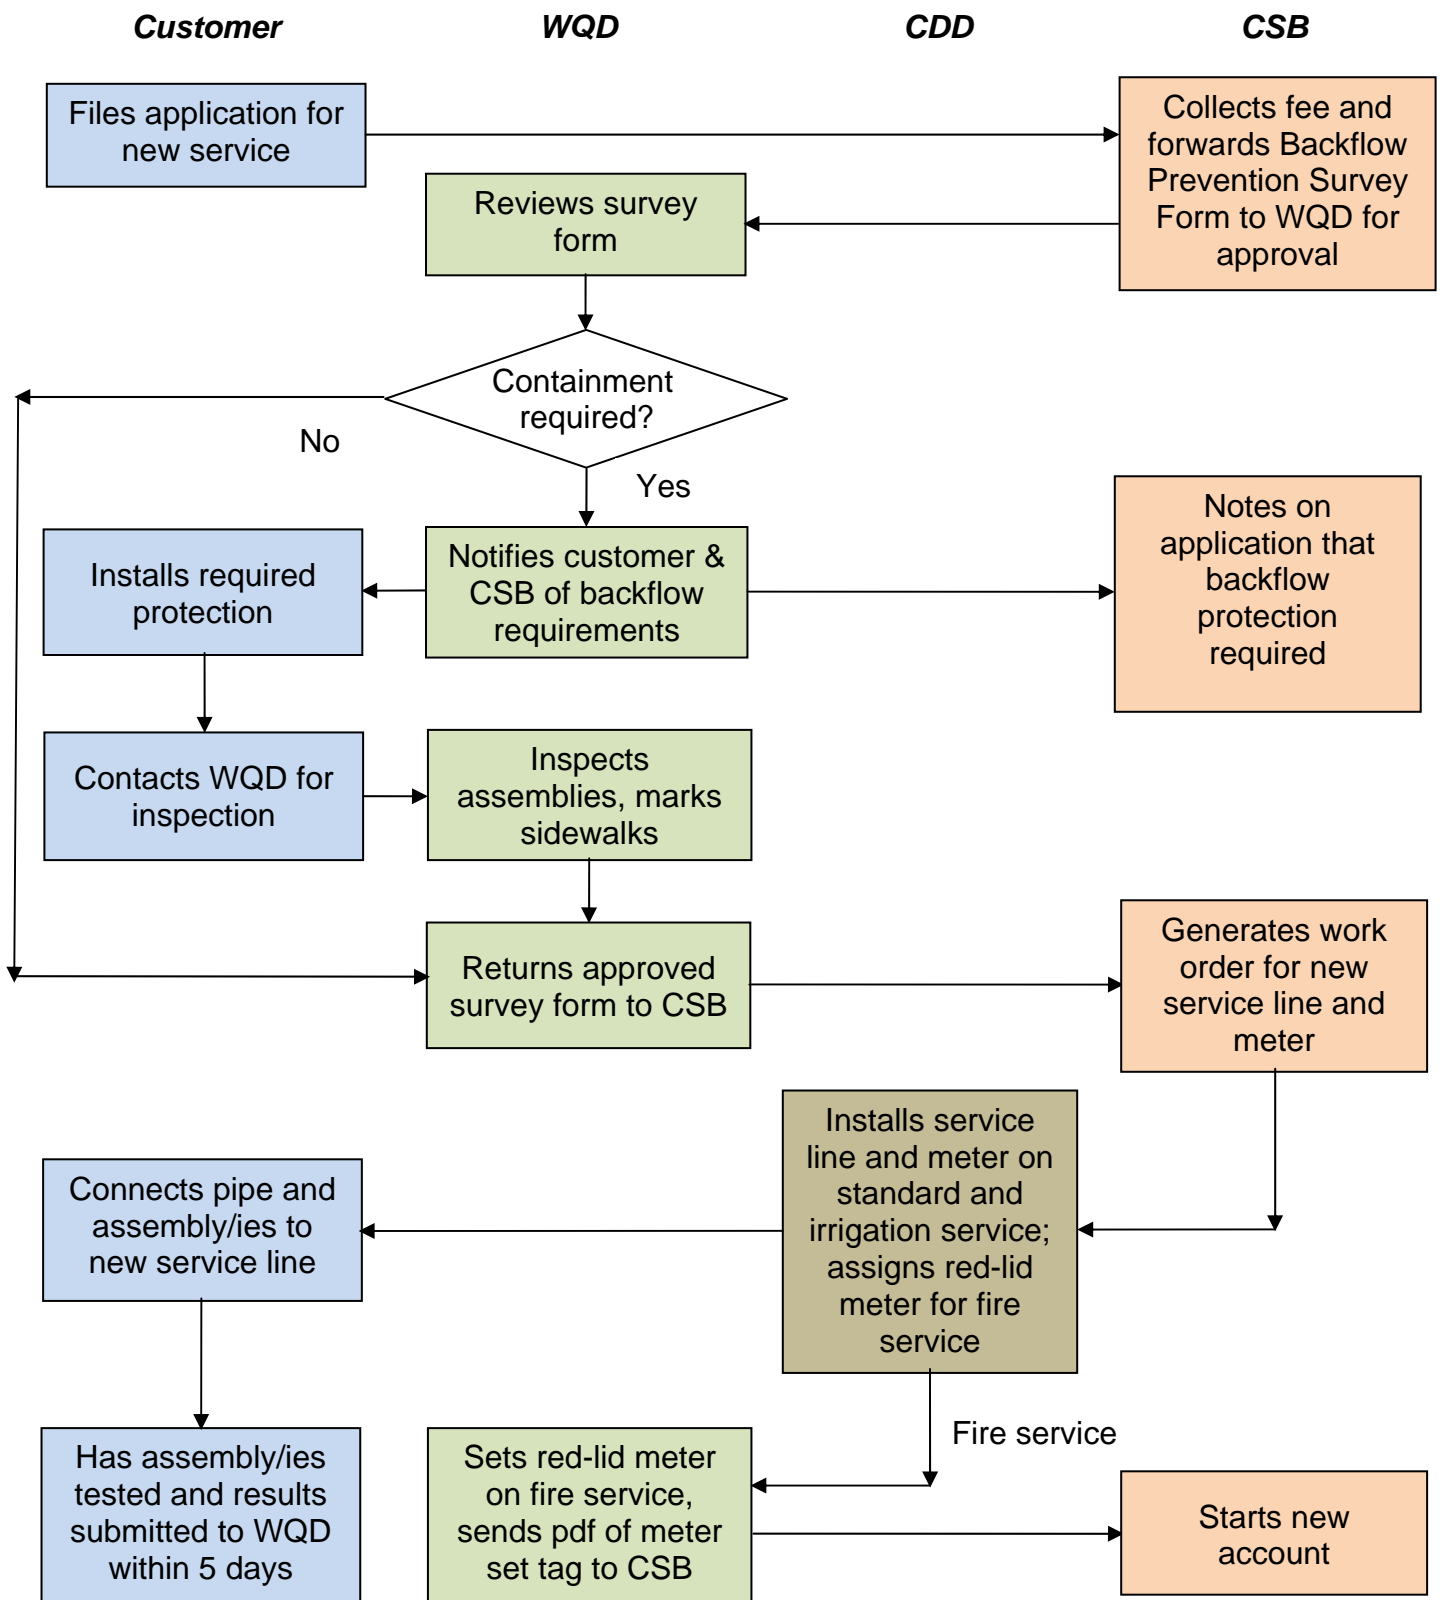 Customer
WQD
CDD
CSB
Files application for
new service
Collects fee and
forwards Backflow
Prevention Survey
Form to WQD for
approval
Reviews survey
form
Containment
required?
No
Yes
Installs required
protection
Notifies customer &
CSB of backflow
requirements
Notes on
application that
backflow
protection
required
Contacts WQD for
inspection
Inspects
assemblies, marks
sidewalks
Returns approved
survey form to CSB
Generates work
order for new
service line and
meter
Installs service
line and meter on
standard and
irrigation service;
assigns red-lid
meter for fire
service
Connects pipe and
assembly/ies to
new service line
Fire service
Has assembly/ies
tested and results
submitted to WQD
within 5 days
Sets red-lid meter
on fire service,
sends pdf of meter
set tag to CSB
Starts new
account